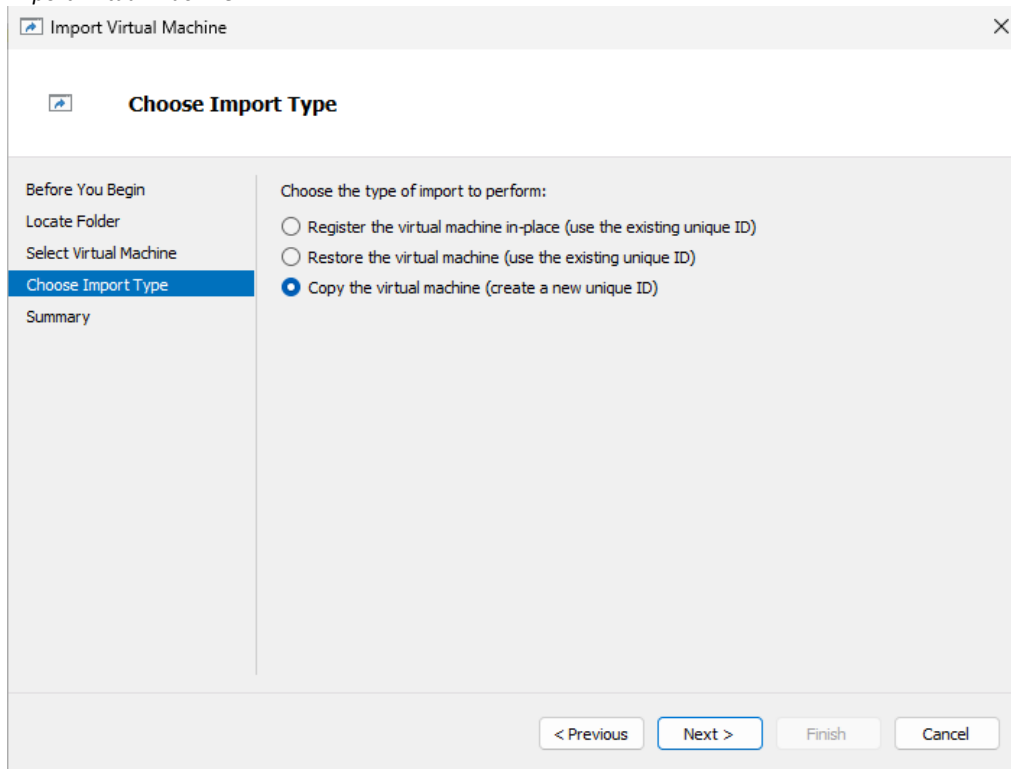 Import Virtual Machine
Choose Import Type
Before You Begin
Locate Folder
Select Virtual Machine
Choose Import Type
Summary
Choose the type of import to perform:
Register the virtual machine in-place (use the existing unique ID)
Restore the virtual machine (use the existing unique ID)
Copy the virtual machine (create a new unique ID)
< Previous
Next >
Finish
Cancel